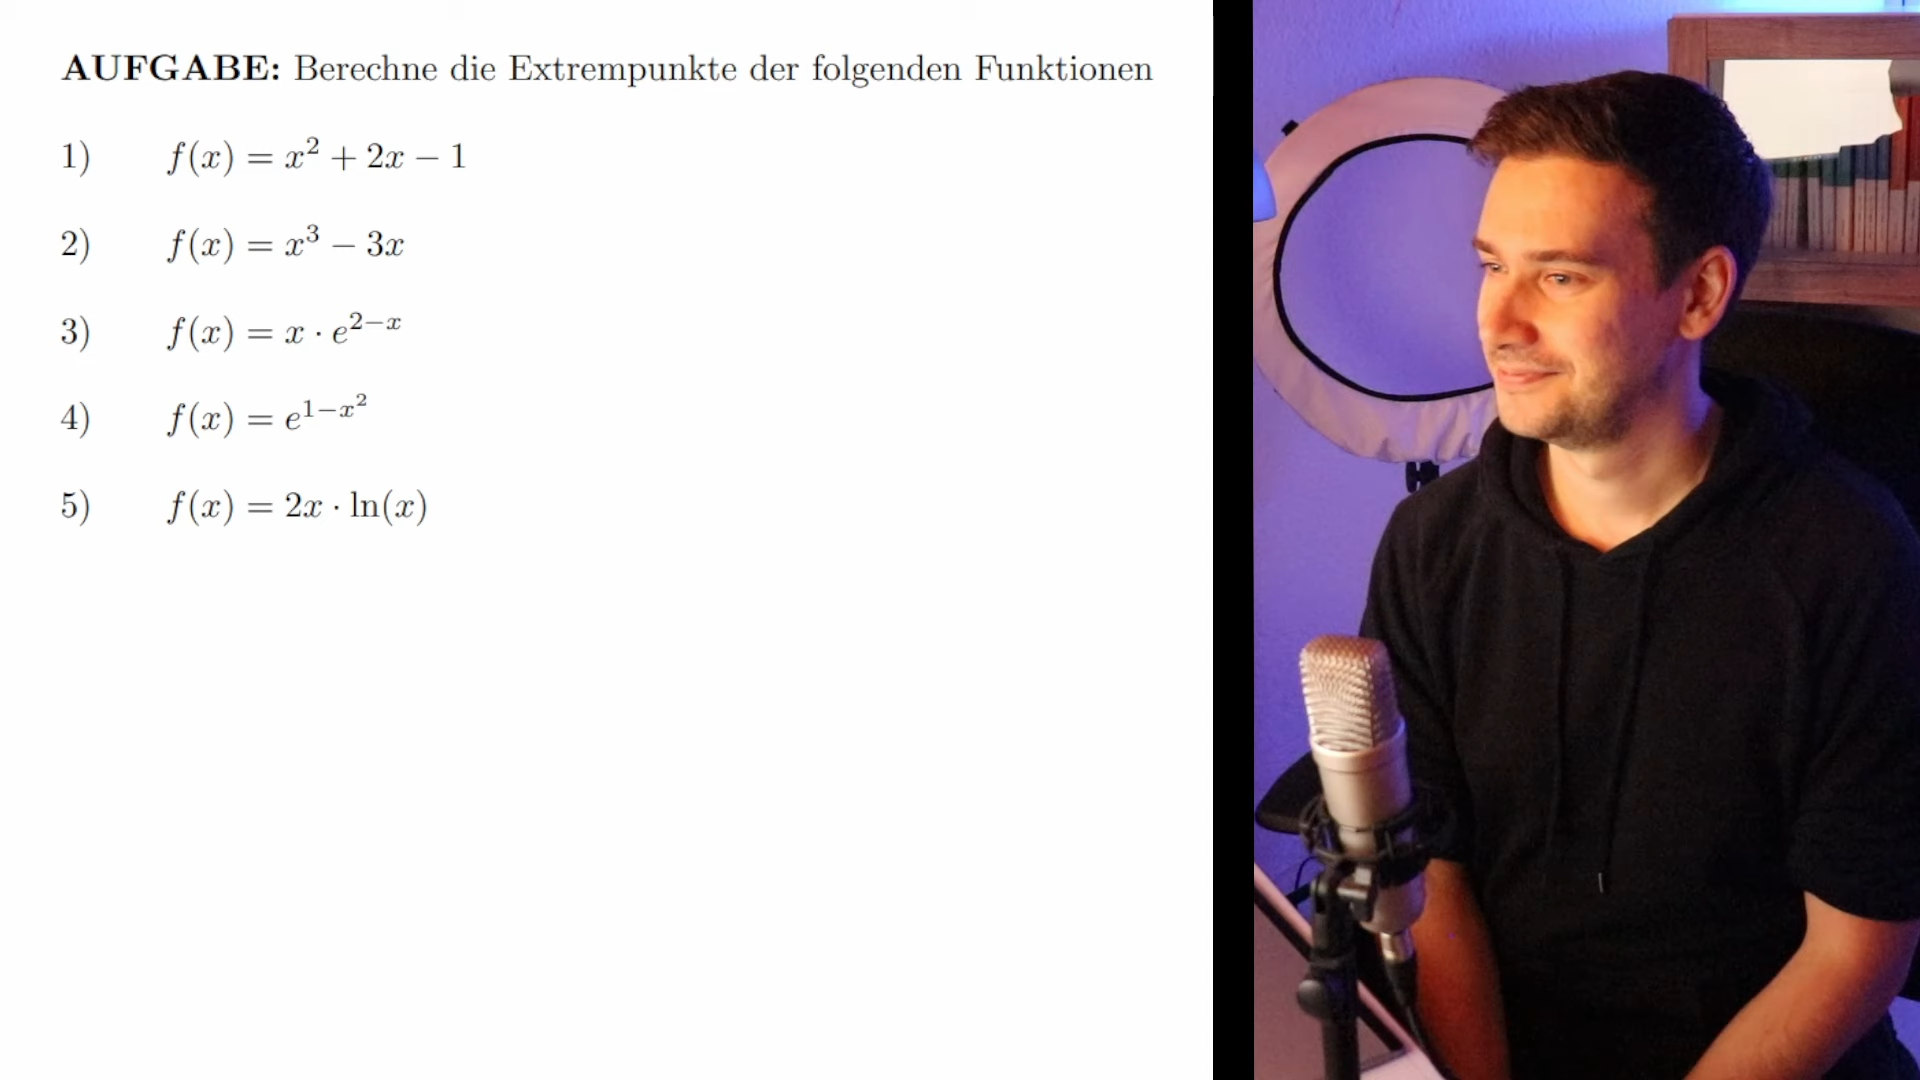 AUFGABE: Berechne die Extrempunkte der folgenden Funktionen
1) f(x) = x² + 2x − 1
2) f(x) = x³ − 3x
3) f(x) = x · e^{2−x}
4) f(x) = e^{1−x²}
5) f(x) = 2x · ln(x)